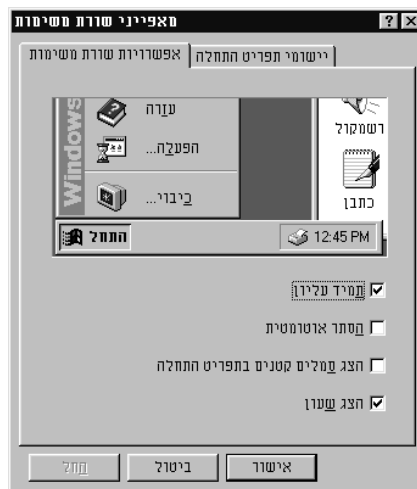 מאפייני שורת משימות
אפשרויות שורת משימות
יישומי תפריט התחלה
Windows
עזרה
הפעלה...
כיבוי...
רשמקול
כתבן
התחל
12:45 PM
תמיד עליון
הסתר אוטומטית
הצג סמלים קטנים בתפריט התחלה
הצג שעון
אישור
ביטול
החל